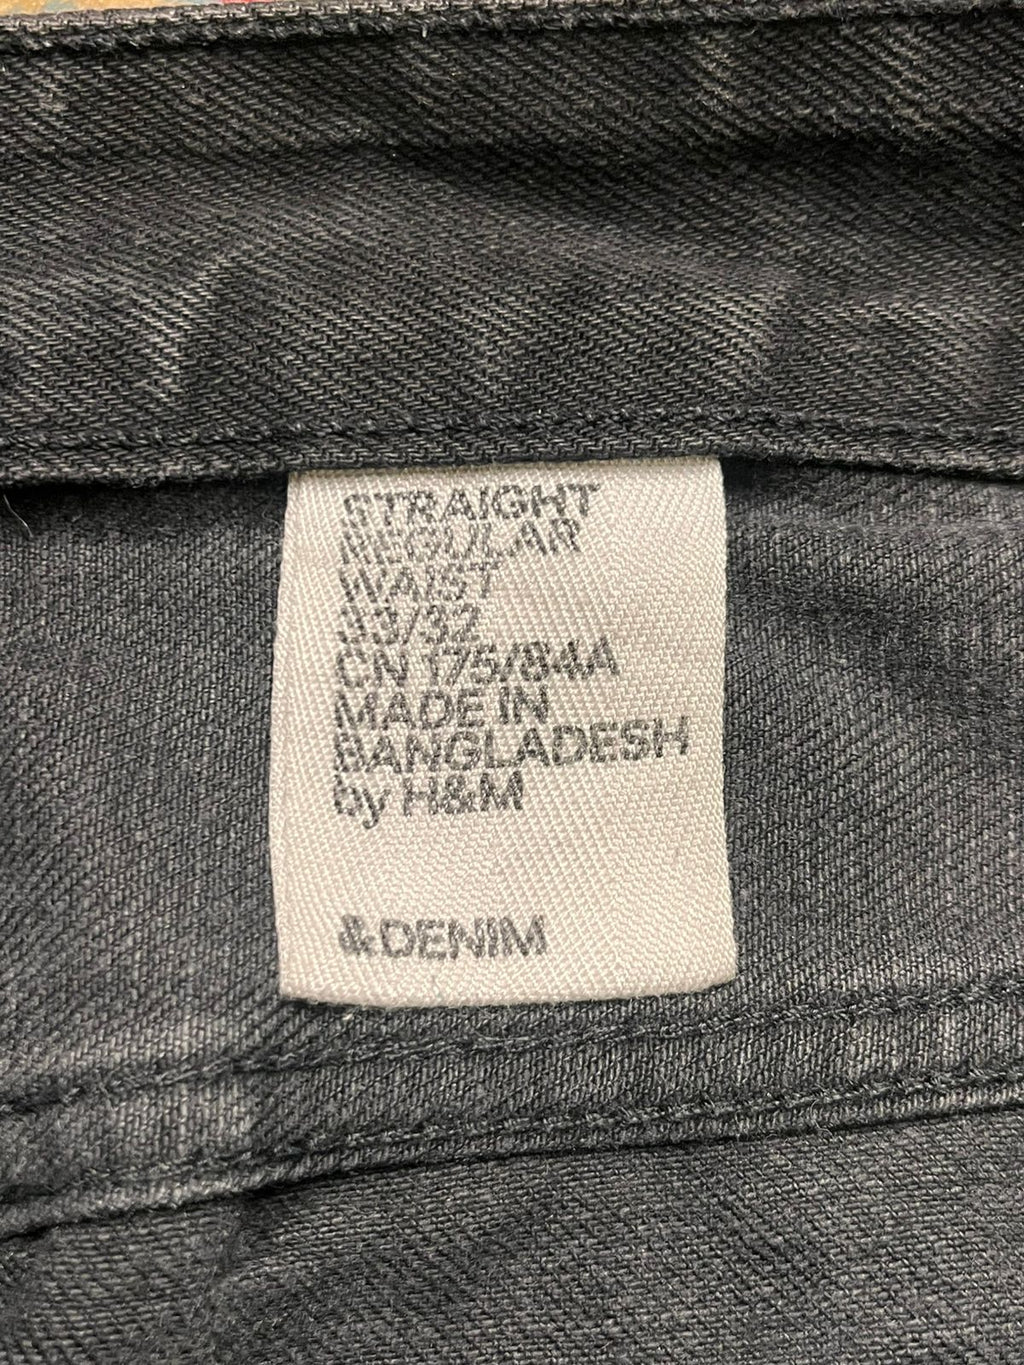 STRAIGHT
REGULAR
WAIST
33/32
CN 175/84A
MADE IN
BANGLADESH
by H&M
&DENIM